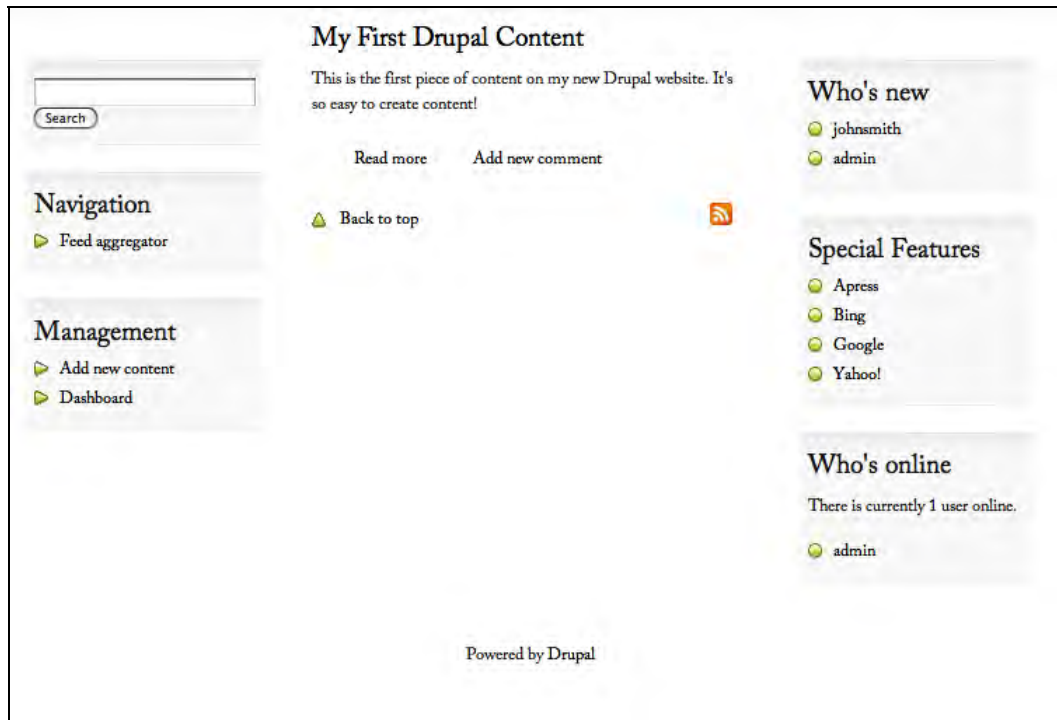 Search
Navigation
Feed aggregator
Management
Add new content
Dashboard
My First Drupal Content
This is the first piece of content on my new Drupal website. It's
so easy to create content!
Read more Add new comment
Back to top
Who's new
johnsmith
admin
Special Features
Apress
Bing
Google
Yahoo!
Who's online
There is currently 1 user online.
admin
Powered by Drupal